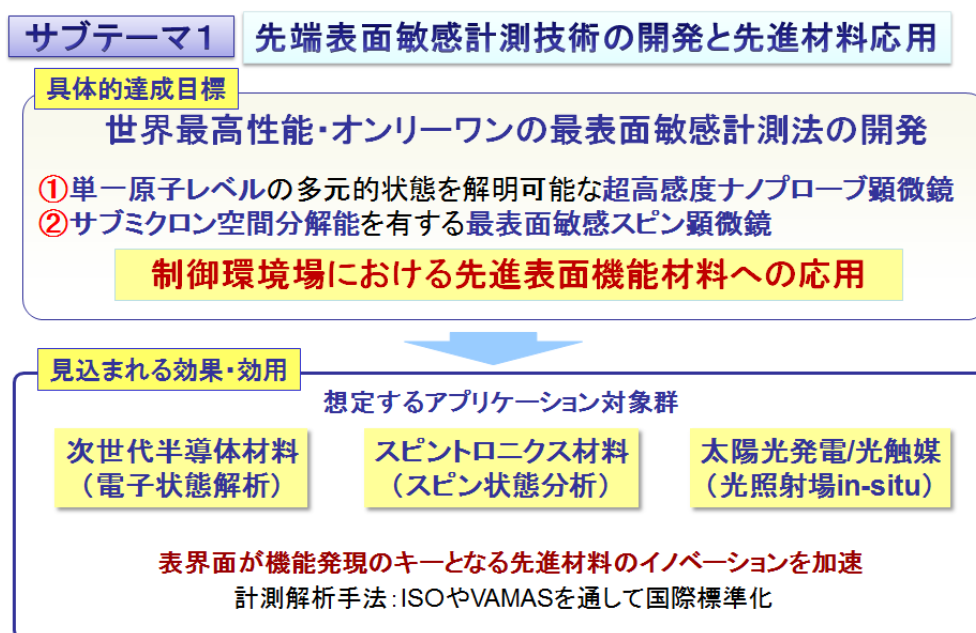 サブテーマ1
先端表面敏感計測技術の開発と先進材料応用
具体的達成目標
世界最高性能・オンリーワンの最表面敏感計測法の開発
①単一原子レベルの多元的状態を解明可能な超高感度ナノプローブ顕微鏡
②サブミクロン空間分解能を有する最表面敏感スピン顕微鏡
制御環境場における先進表面機能材料への応用
見込まれる効果・効用
想定するアプリケーション対象群
次世代半導体材料
（電子状態解析）
スピントロニクス材料
（スピン状態分析）
太陽光発電/光触媒
（光照射場in-situ）
表界面が機能発現のキーとなる先進材料のイノベーションを加速
計測解析手法：ISOやVAMASを通して国際標準化